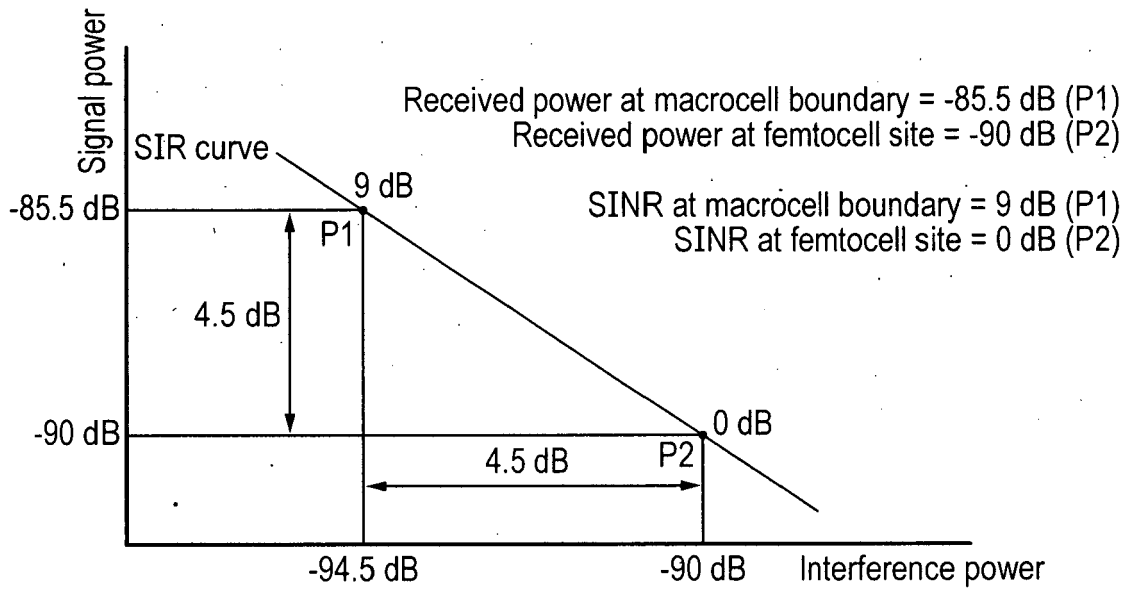 Signal power
Received power at macrocell boundary = -85.5 dB (P1)
Received power at femtocell site = -90 dB (P2)
SIR curve
9 dB
SINR at macrocell boundary = 9 dB (P1)
SINR at femtocell site = 0 dB (P2)
-85.5 dB
P1
4.5 dB
-90 dB
0 dB
4.5 dB
P2
-94.5 dB
-90 dB
Interference power